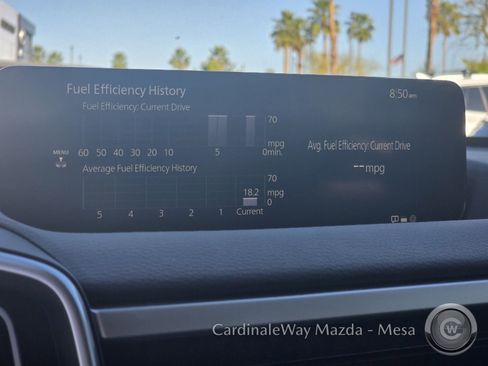 Fuel Efficiency History
8:50 am
Fuel Efficiency: Current Drive
70
mpg
MENU
60 50 40 30 20 10 5 0min.
Avg. Fuel Efficiency: Current Drive
-- mpg
Average Fuel Efficiency History
70
18.2 mpg
0
5 4 3 2 1 Current
CardinaleWay Mazda - Mesa
CW